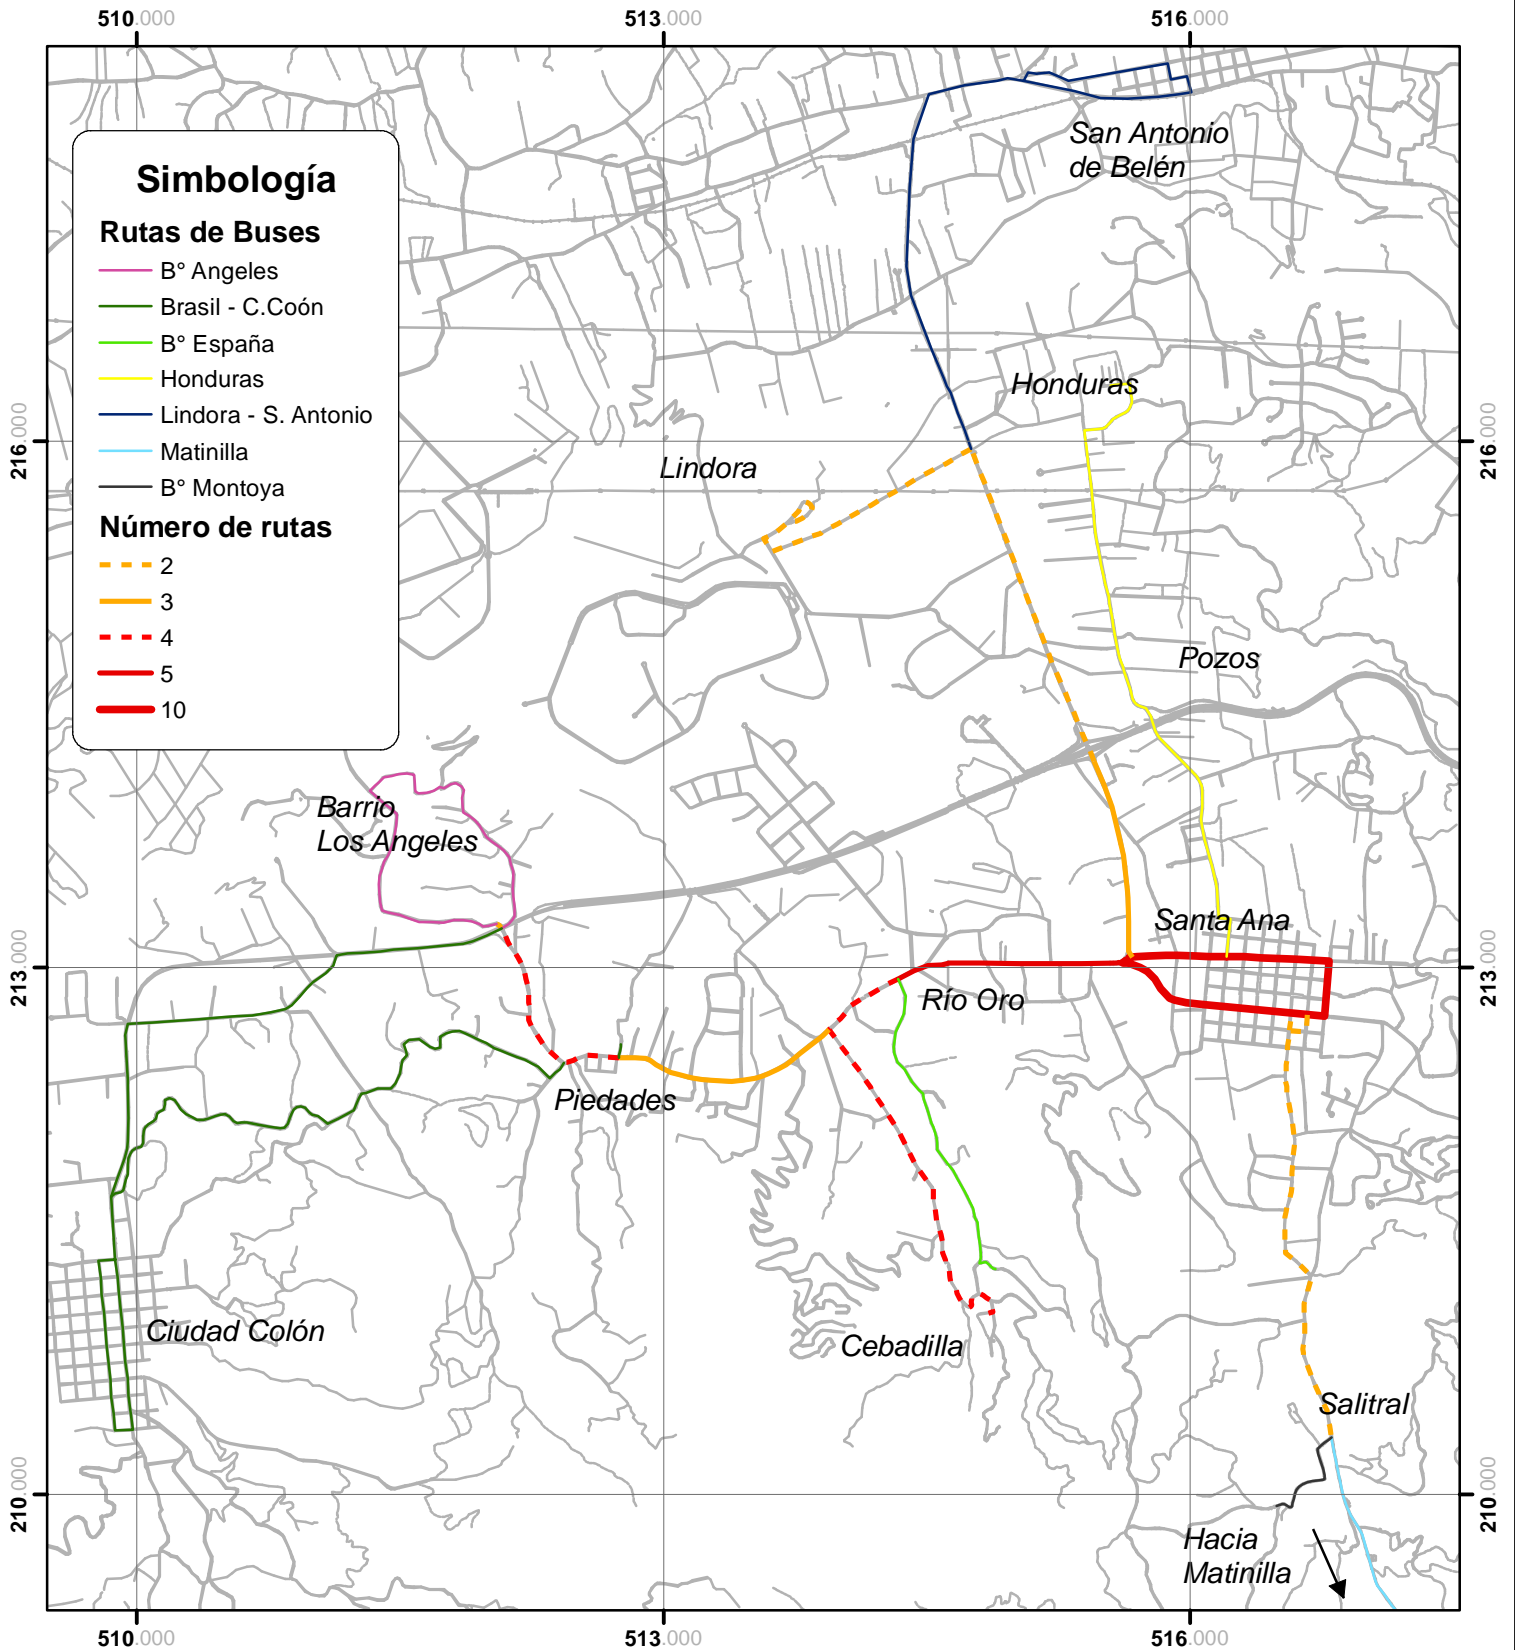 510.000 513.000 516.000
San Antonio
de Belén
Simbología
Rutas de Buses
B° Angeles
Brasil - C.Coón
B° España
Honduras
Lindora - S. Antonio
Matinilla
B° Montoya
Número de rutas
2
3
4
5
10
Honduras
216.000
216.000
Lindora
Pozos
Barrio
Los Angeles
Santa Ana
213.000
213.000
Río Oro
Piedades
Ciudad Colón
Cebadilla
Salitral
210.000
210.000
Hacia
Matinilla
510.000 513.000 516.000